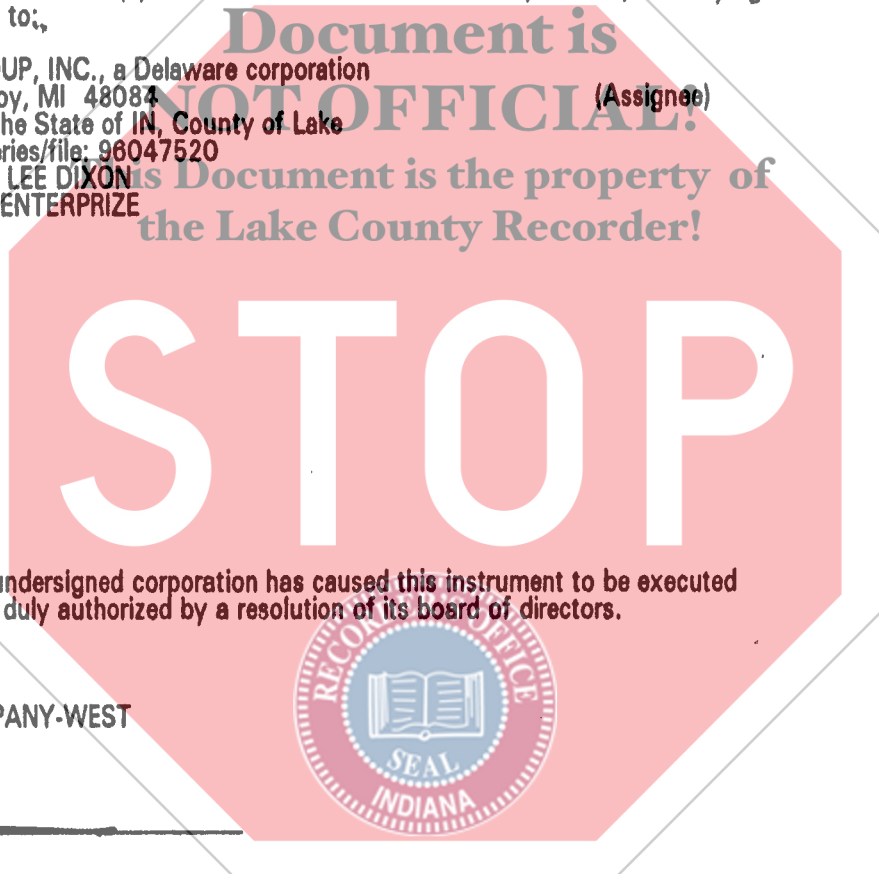 to:,
Document is
UP, INC., a Delaware corporation
oy, MI 48084 (Assignee)
NOT OFFICIAL!
he State of IN, County of Lake
ries/file: 96047520
LEE DIXON
This Document is the property of
ENTERPRIZE
the Lake County Recorder!
STOP
undersigned corporation has caused this instrument to be executed
duly authorized by a resolution of its board of directors.
RECORDER'S OFFICE
PANY-WEST
SEAL
INDIANA